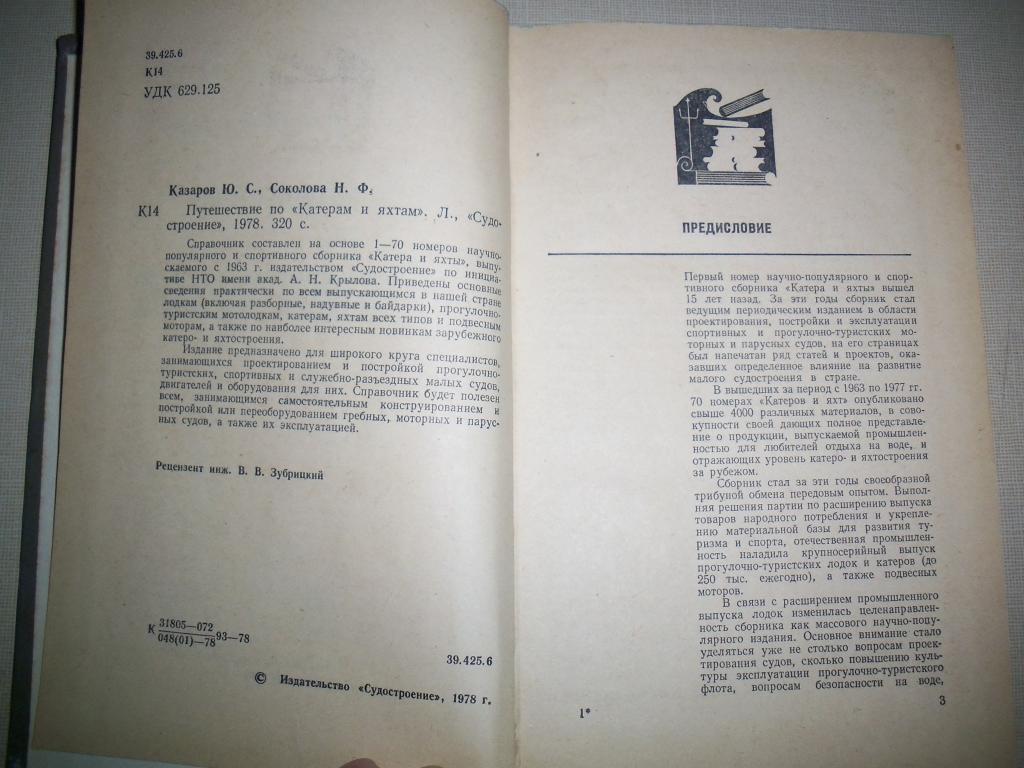 39.425.6
К14
УДК 629.125
Казаров Ю. С., Соколова Н. Ф.
К14 Путешествие по «Катерам и яхтам». Л., «Судо-
строение», 1978. 320 с.
Справочник составлен на основе 1—70 номеров научно-
популярного и спортивного сборника «Катера и яхты», выпу-
скаемого с 1963 г. издательством «Судостроение» по инициа-
тиве НТО имени акад. А. Н. Крылова. Приведены основные
сведения практически по всем выпускающимся в нашей стране
лодкам (включая разборные, надувные и байдарки), прогулочно-
туристским мотолодкам, катерам, яхтам всех типов и подвесным
моторам, а также по наиболее интересным новинкам зарубежного
катеро- и яхтостроения.
Издание предназначено для широкого круга специалистов,
занимающихся проектированием и постройкой прогулочно-
туристских, спортивных и служебно-разъездных малых судов,
двигателей и оборудования для них. Справочник будет полезен
всем, занимающимся самостоятельным конструированием и
постройкой или переоборудованием гребных, моторных и парус-
ных судов, а также их эксплуатацией.
Рецензент инж. В. В. Зубрицкий
К 31805—072
048(01)—78 93—78
39.425.6
© Издательство «Судостроение», 1978 г.
ПРЕДИСЛОВИЕ
Первый номер научно-популярного и спор-
тивного сборника «Катера и яхты» вышел
15 лет назад. За эти годы сборник стал
ведущим периодическим изданием в области
проектирования, постройки и эксплуатации
спортивных и прогулочно-туристских мо-
торных и парусных судов, на его страницах
был напечатан ряд статей и проектов, ока-
завших определенное влияние на развитие
малого судостроения в стране.
В вышедших за период с 1963 по 1977 гг.
70 номерах «Катеров и яхт» опубликовано
свыше 4000 различных материалов, в сово-
купности своей дающих полное представление
о продукции, выпускаемой промышлен-
ностью для любителей отдыха на воде, и
отражающих уровень катеро- и яхтостроения
за рубежом.
Сборник стал за эти годы своеобразной
трибуной обмена передовым опытом. Выпол-
няя решения партии по расширению выпуска
товаров народного потребления и укрепле-
нию материальной базы для развития ту-
ризма и спорта, отечественная промышлен-
ность наладила крупносерийный выпуск
прогулочно-туристских лодок и катеров (до
250 тыс. ежегодно), а также подвесных
моторов.
В связи с расширением промышленного
выпуска лодок изменилась целенаправлен-
ность сборника как массового научно-попу-
лярного издания. Основное внимание стало
уделяться уже не столько вопросам проек-
тирования судов, сколько повышению куль-
туры эксплуатации прогулочно-туристского
флота, вопросам безопасности на воде,
1*
3